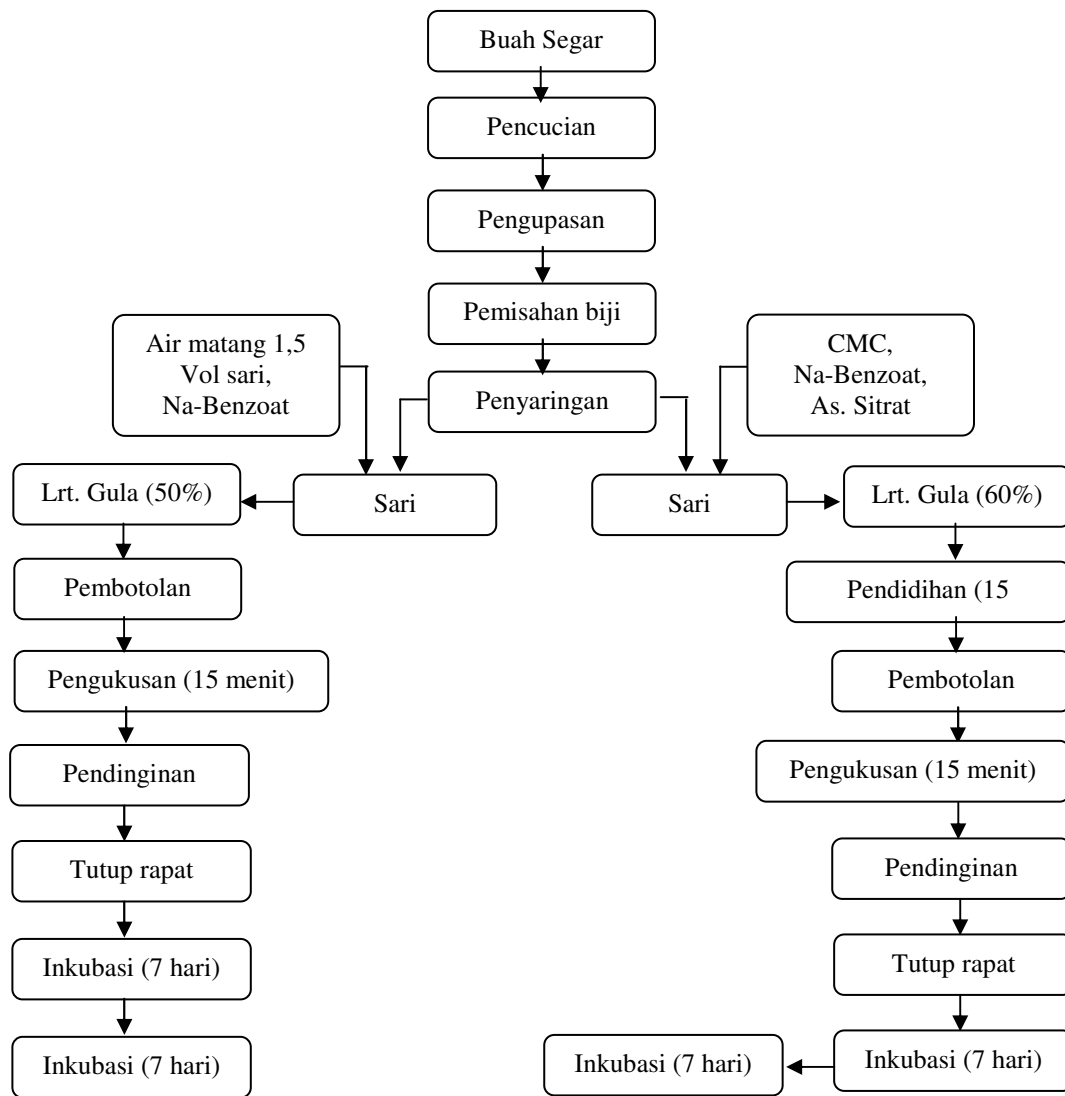 Buah Segar
Pencucian
Pengupasan
Pemisahan biji
Air matang 1,5
Vol sari,
Na-Benzoat
Penyaringan
CMC,
Na-Benzoat,
As. Sitrat
Lrt. Gula (50%)
Sari
Sari
Lrt. Gula (60%)
Pembotolan
Pendidihan (15
Pengukusan (15 menit)
Pembotolan
Pendinginan
Pengukusan (15 menit)
Tutup rapat
Pendinginan
Inkubasi (7 hari)
Tutup rapat
Inkubasi (7 hari)
Inkubasi (7 hari)
Inkubasi (7 hari)